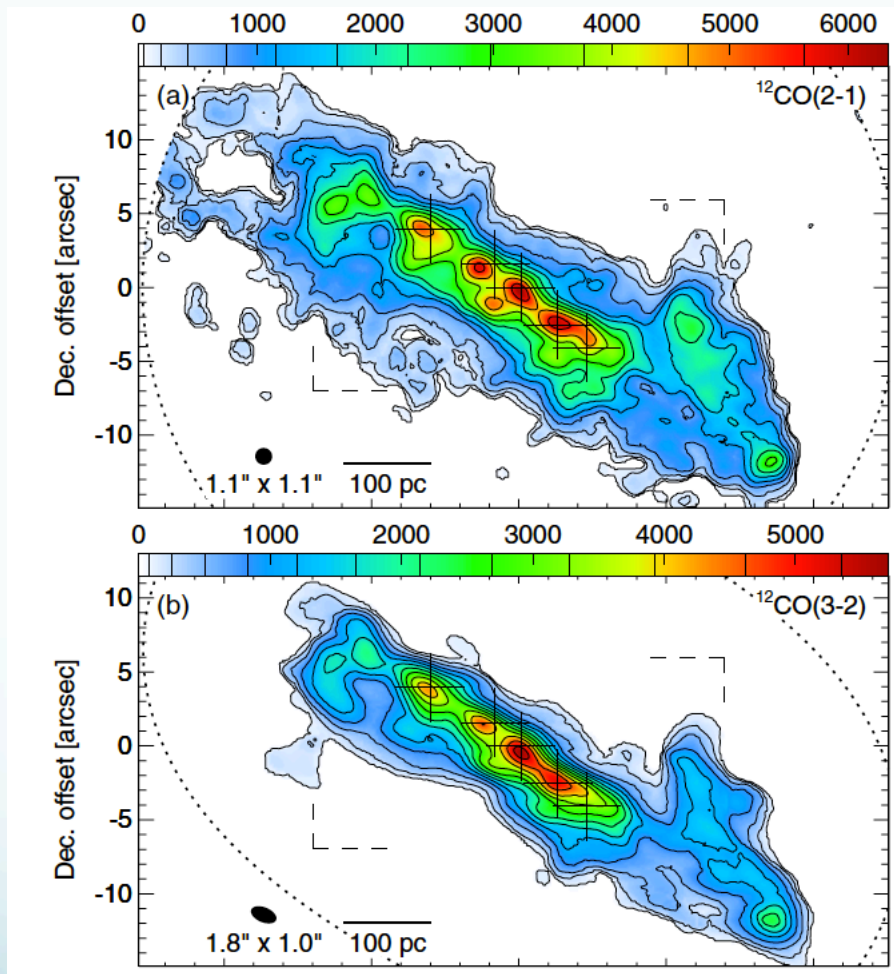 0 1000 2000 3000 4000 5000 6000
(a) ¹²CO(2-1)
10
5
0
-5
-10
Dec. offset [arcsec]
1.1" x 1.1" 100 pc
0 1000 2000 3000 4000 5000
(b) ¹²CO(3-2)
10
5
0
-5
-10
Dec. offset [arcsec]
1.8" x 1.0" 100 pc